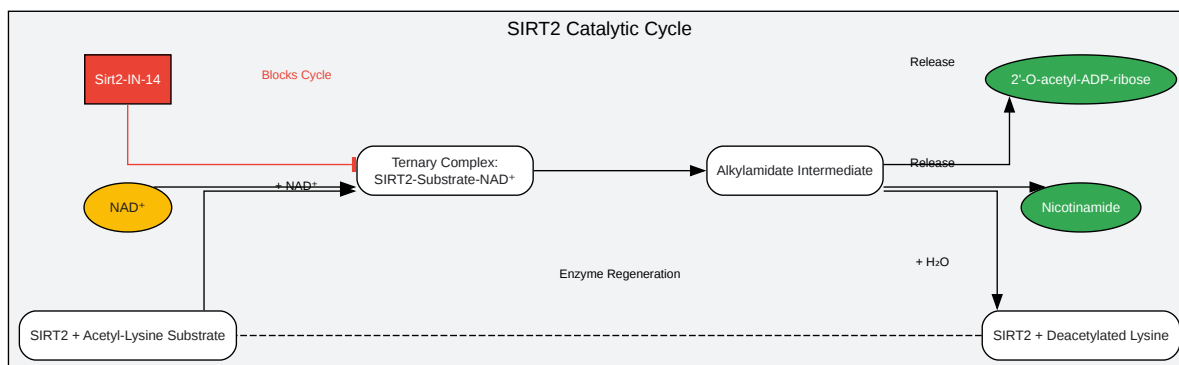 SIRT2 Catalytic Cycle
Sirt2-IN-14
Blocks Cycle
Release
2'-O-acetyl-ADP-ribose
Ternary Complex:
SIRT2-Substrate-NAD⁺
Alkylamidate Intermediate
Release
+ NAD⁺
NAD⁺
Nicotinamide
+ H₂O
Enzyme Regeneration
SIRT2 + Acetyl-Lysine Substrate
SIRT2 + Deacetylated Lysine